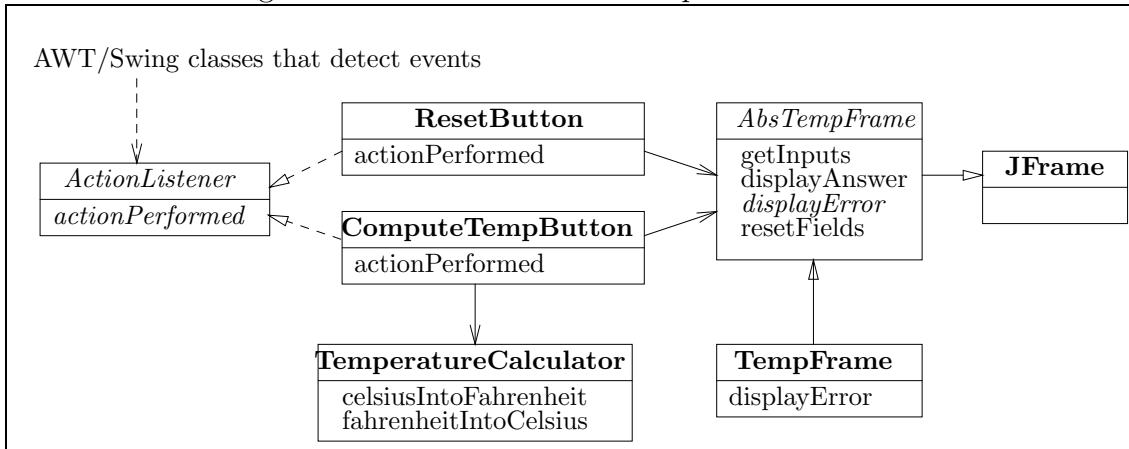 AWT/Swing classes that detect events
ActionListener
actionPerformed
ResetButton
actionPerformed
ComputeTempButton
actionPerformed
TemperatureCalculator
celsiusIntoFahrenheit
fahrenheitIntoCelsius
AbsTempFrame
getInputs
displayAnswer
displayError
resetFields
TempFrame
displayError
JFrame